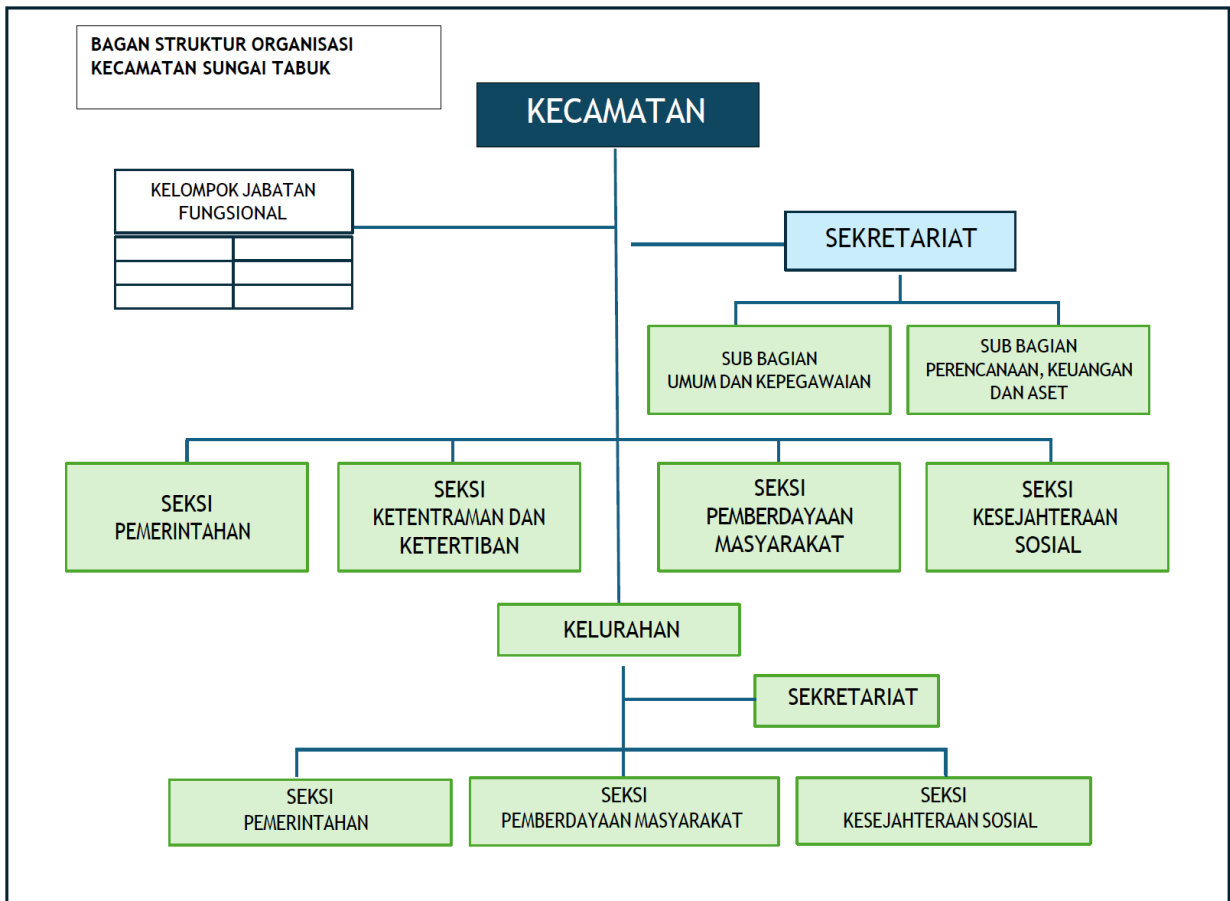 BAGAN STRUKTUR ORGANISASI
KECAMATAN SUNGAI TABUK
KECAMATAN
KELOMPOK JABATAN
FUNGSIONAL
SEKRETARIAT
SUB BAGIAN
UMUM DAN KEPEGAWAIAN
SUB BAGIAN
PERENCANAAN, KEUANGAN
DAN ASET
SEKSI
PEMERINTAHAN
SEKSI
KETENTRAMAN DAN
KETERTIBAN
SEKSI
PEMBERDAYAAN
MASYARAKAT
SEKSI
KESEJAHTERAAN
SOSIAL
KELURAHAN
SEKRETARIAT
SEKSI
PEMERINTAHAN
SEKSI
PEMBERDAYAAN MASYARAKAT
SEKSI
KESEJAHTERAAN SOSIAL